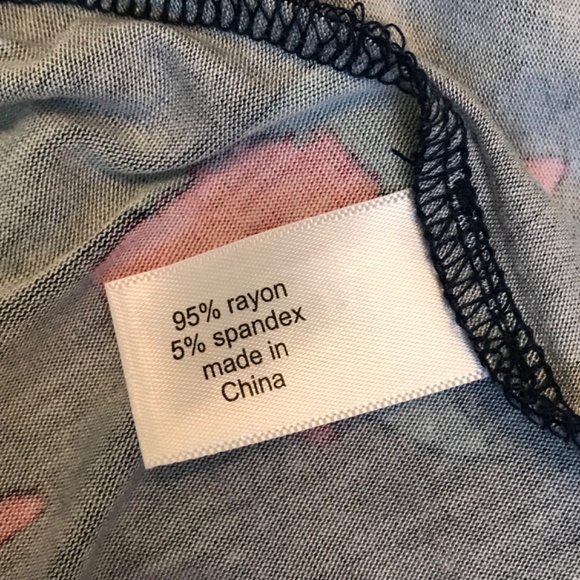 95% rayon
5% spandex
made in
China